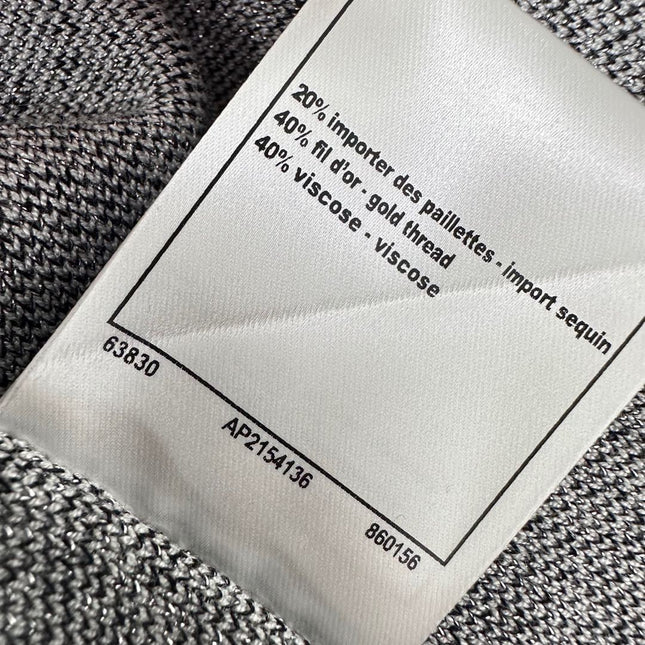 20% importer des paillettes - import sequin
40% fil d'or - gold thread
40% viscose - viscose
63830
AP2154136
860156